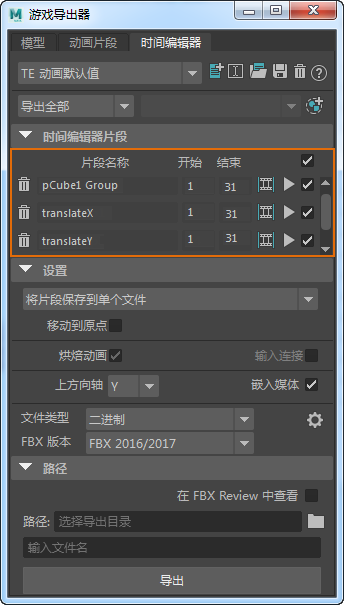 游戏导出器
模型 动画片段 时间编辑器
TE 动画默认值
导出全部
时间编辑器片段
片段名称 开始 结束
pCube1 Group 1 31
translateX 1 31
translateY 1 31
设置
将片段保存到单个文件
移动到原点
烘焙动画 输入连接
上方向轴 Y 嵌入媒体
文件类型 二进制
FBX 版本 FBX 2016/2017
路径
在 FBX Review 中查看
路径: 选择导出目录
输入文件名
导出